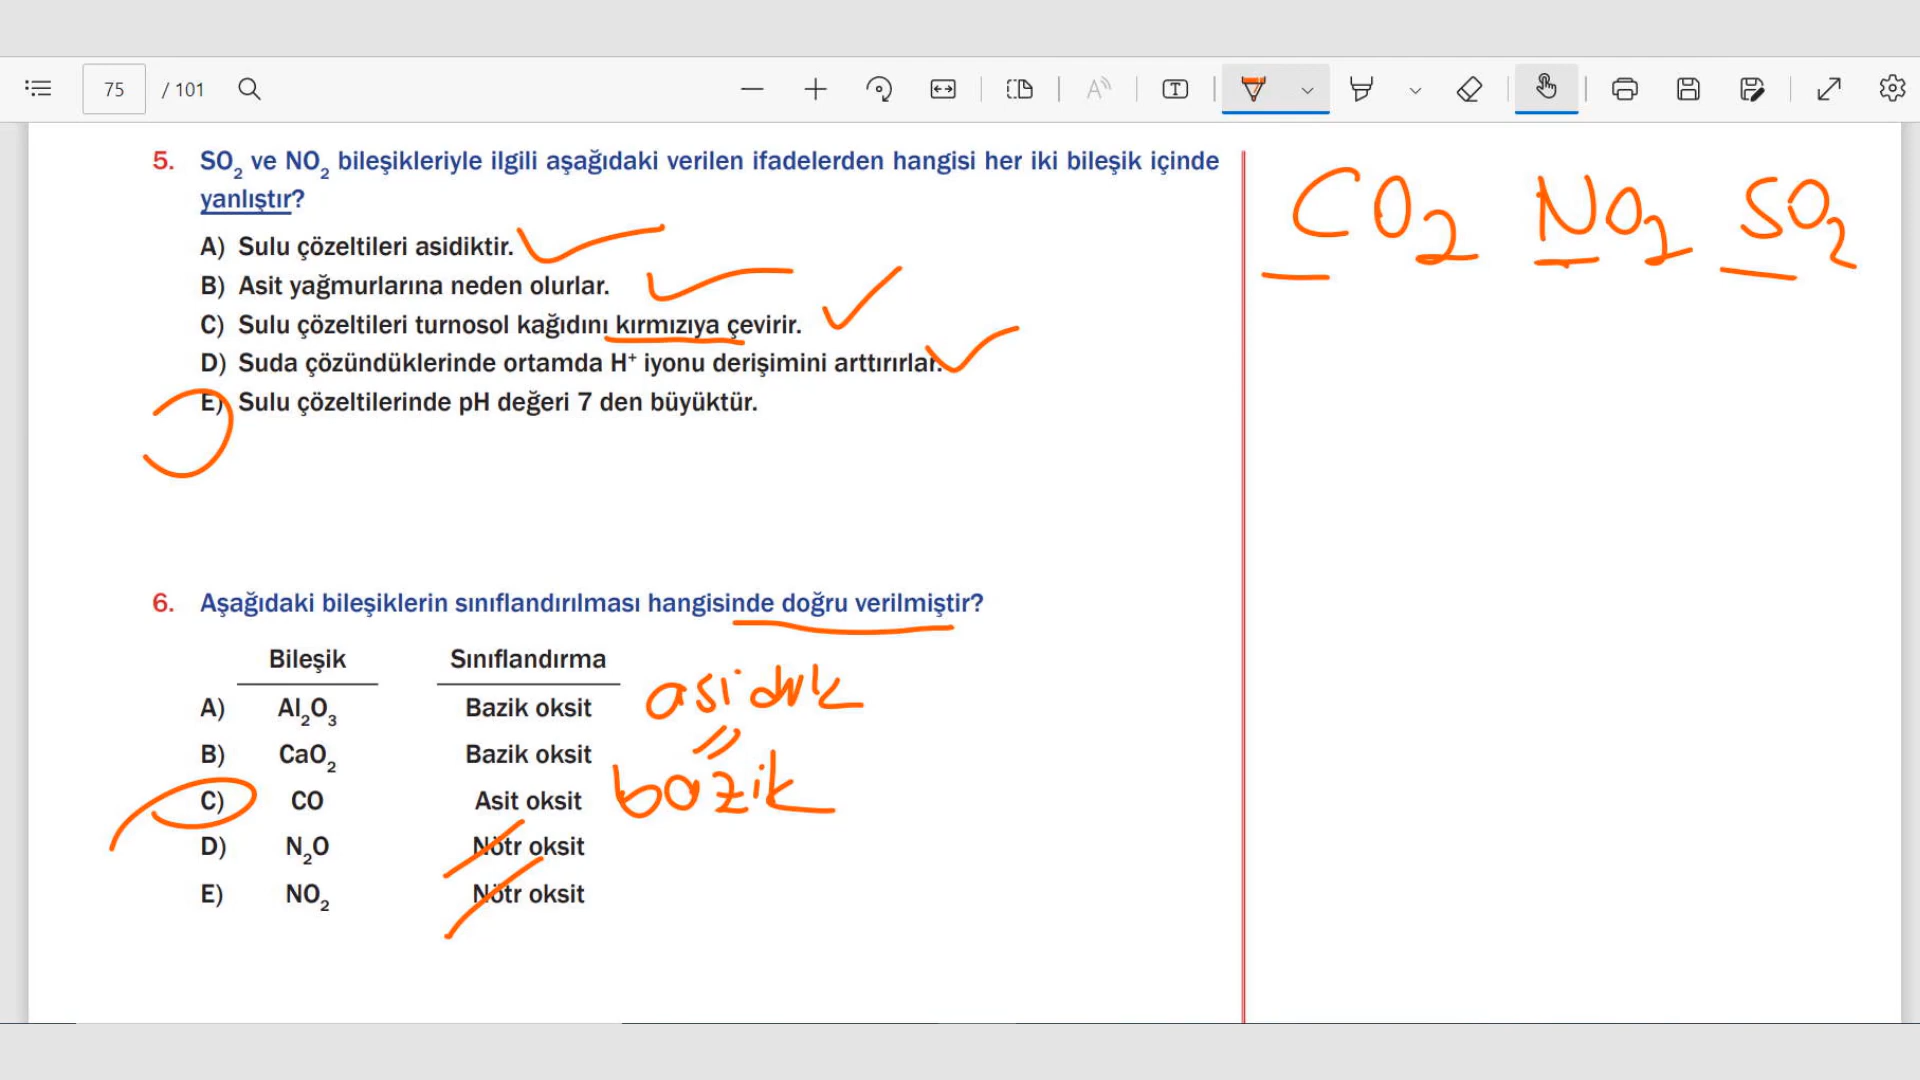 75 / 101
5. SO2 ve NO2 bileşikleriyle ilgili aşağıdaki verilen ifadelerden hangisi her iki bileşik içinde
yanlıştır?
A) Sulu çözeltileri asidiktir.
B) Asit yağmurlarına neden olurlar.
C) Sulu çözeltileri turnosol kağıdını kırmızıya çevirir.
D) Suda çözündüklerinde ortamda H+ iyonu derişimini arttırırlar.
E) Sulu çözeltilerinde pH değeri 7 den büyüktür.
6. Aşağıdaki bileşiklerin sınıflandırılması hangisinde doğru verilmiştir?
Bileşik Sınıflandırma
A) Al2O3 Bazik oksit
B) CaO2 Bazik oksit
C) CO Asit oksit
D) N2O Nötr oksit
E) NO2 Nötr oksit
asidik
bazik
CO2 NO2 SO2